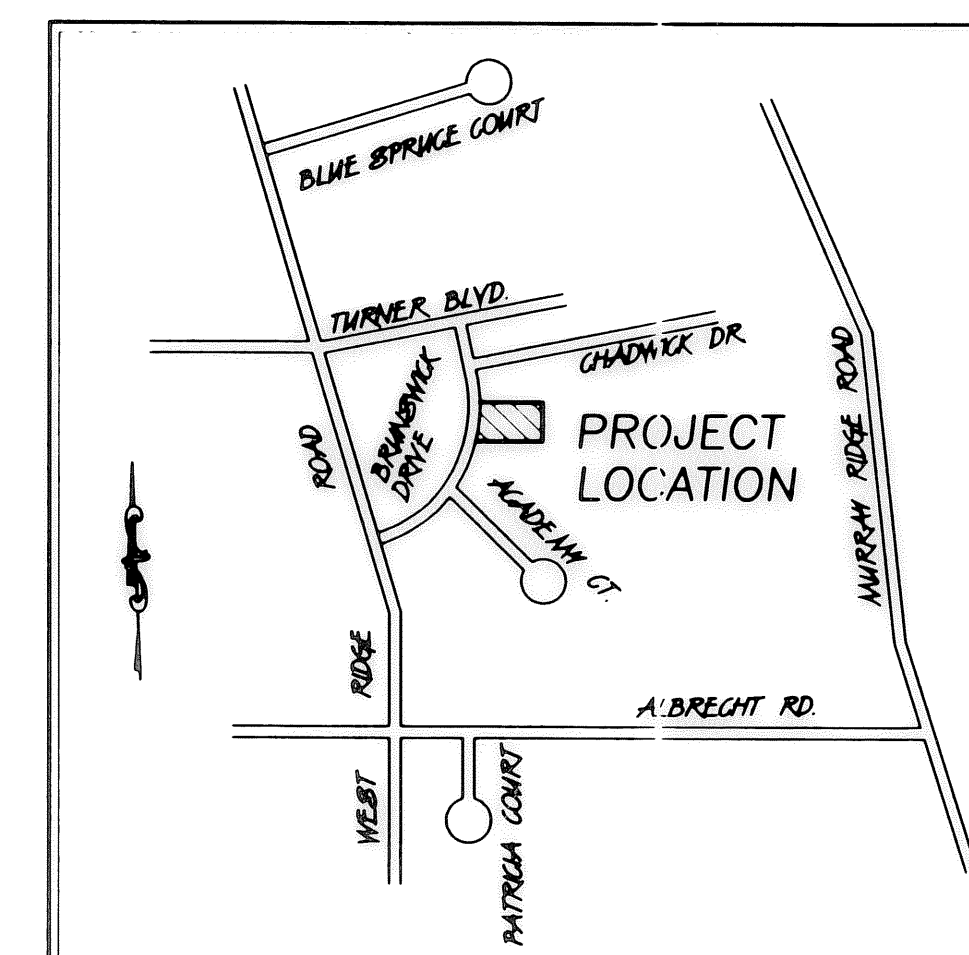 BLUE SPRUCE COURT
TURNER BLVD.
CHADWICK DR
BRUNSWICK
DRIVE
PROJECT
LOCATION
ACADEMY CT.
MURRAY RIDGE ROAD
WEST RIDGE ROAD
ALBRECHT RD.
PATRICIA COURT